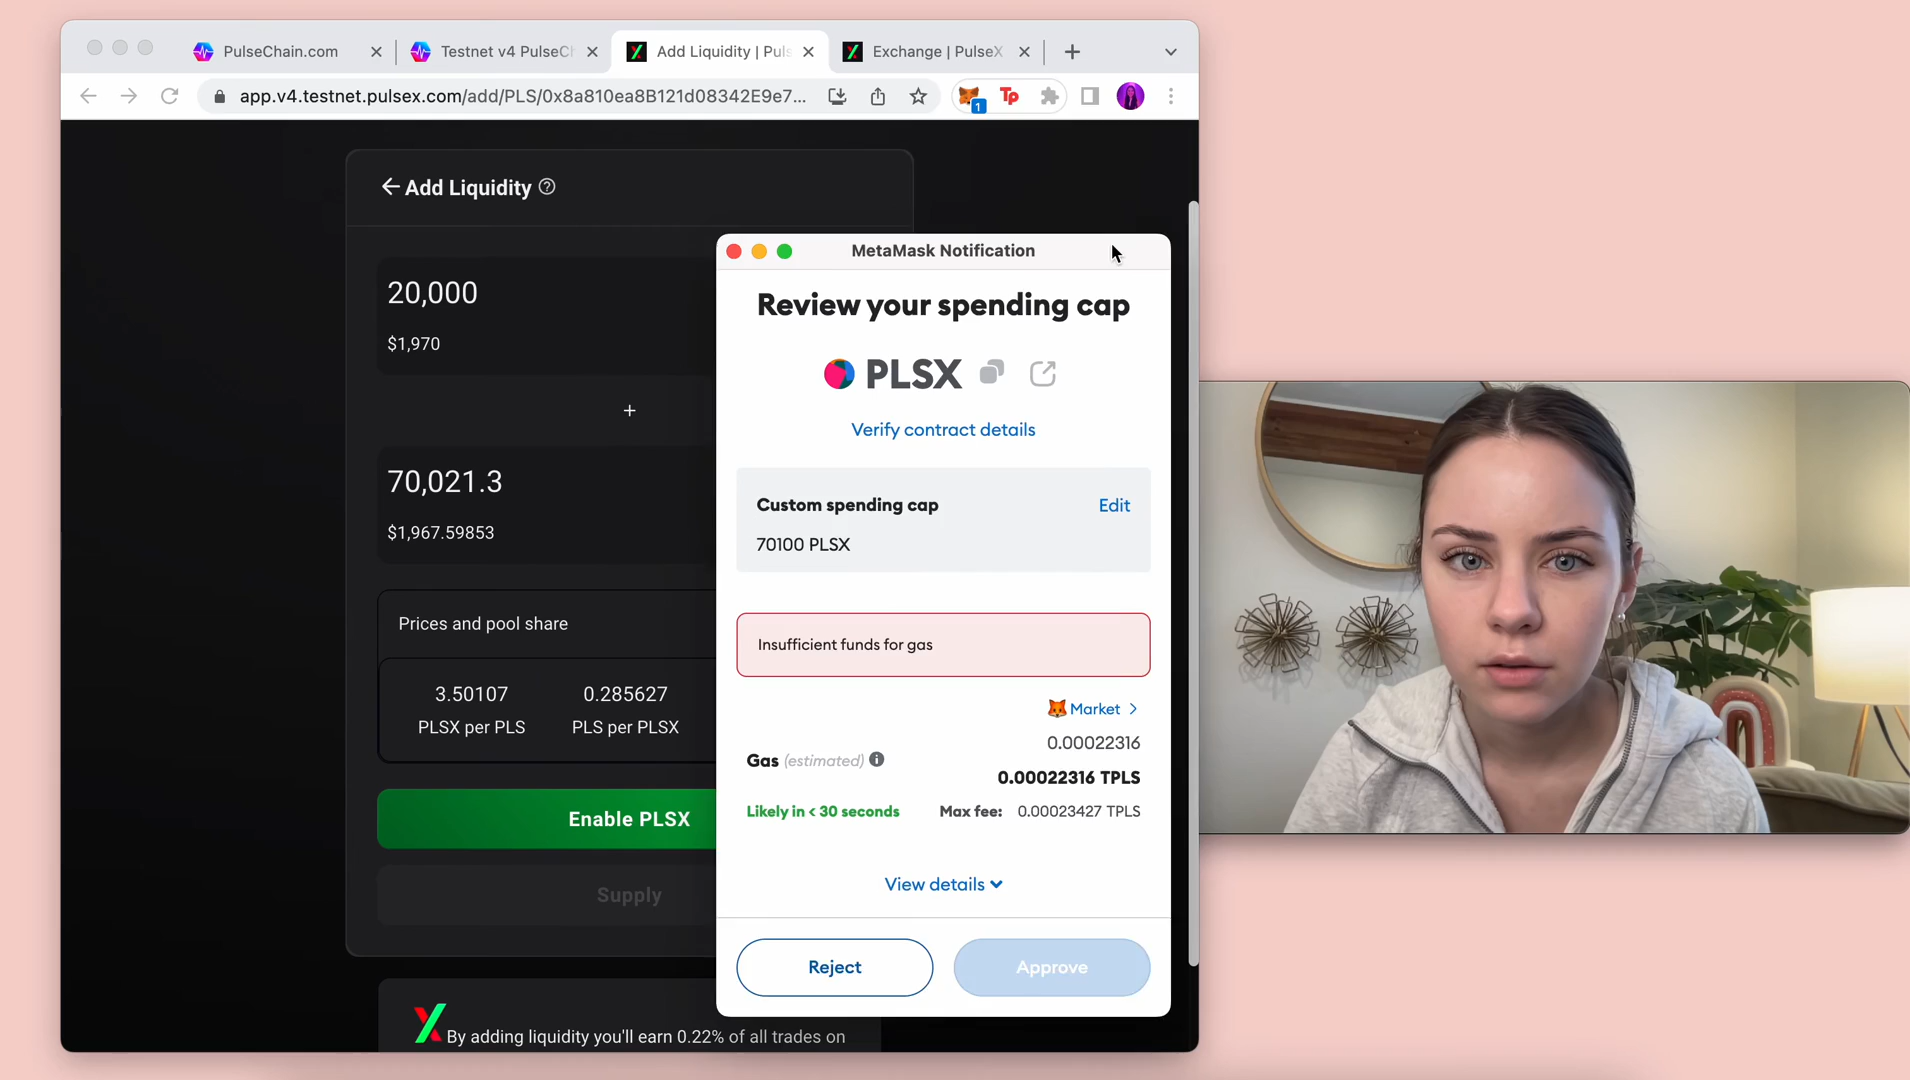 PulseChain.com
Testnet v4 PulseCh
Add Liquidity | Puls
Exchange | PulseX
app.v4.testnet.pulsex.com/add/PLS/0x8a810ea8B121d08342E9e7...
1
Tp
Add Liquidity
20,000
$1,970
+
70,021.3
$1,967.59853
Prices and pool share
3.50107
0.285627
PLSX per PLS
PLS per PLSX
Enable PLSX
Supply
By adding liquidity you'll earn 0.22% of all trades on
MetaMask Notification
Review your spending cap
PLSX
Verify contract details
Custom spending cap
Edit
70100 PLSX
Insufficient funds for gas
Market >
0.00022316
Gas (estimated)
0.00022316 TPLS
Likely in < 30 seconds
Max fee: 0.00023427 TPLS
View details
Reject
Approve